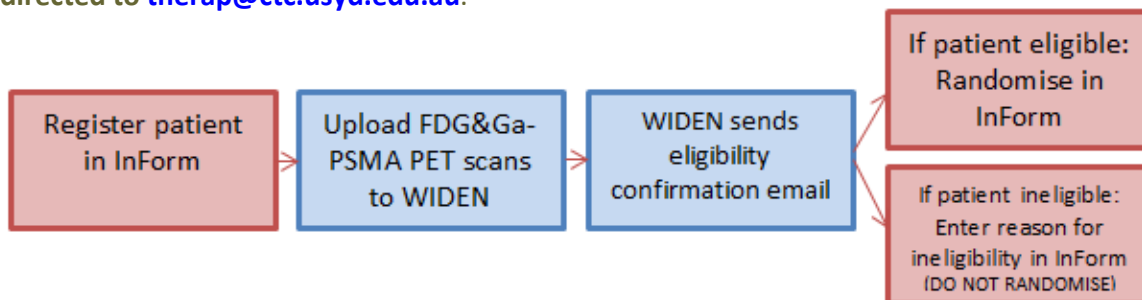 directed to therap@ctc.usyd.edu.au.
Register patient
in InForm
Upload FDG&Ga-
PSMA PET scans
to WIDEN
WIDEN sends
eligibility
confirmation email
If patient eligible:
Randomise in
InForm
If patient ineligible:
Enter reason for
ineligibility in InForm
(DO NOT RANDOMISE)